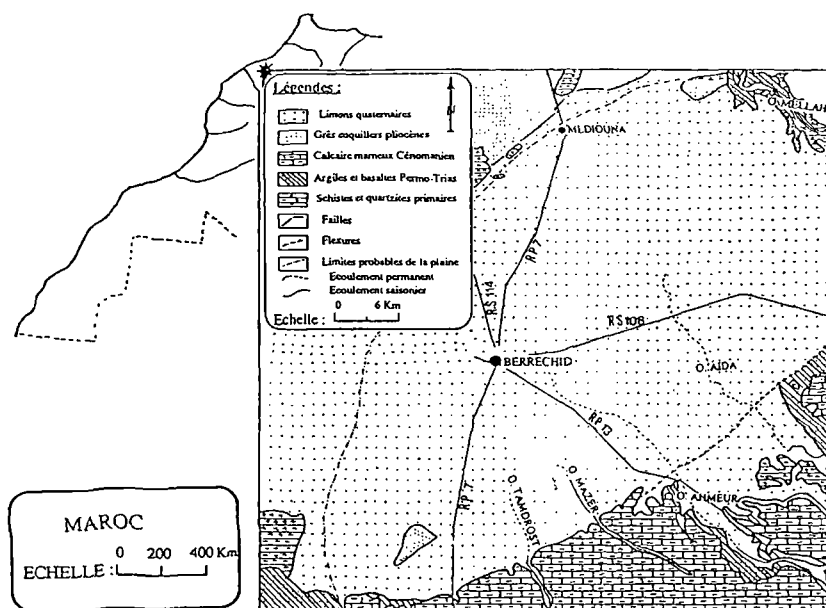 Légendes :
Limons quaternaires
Grès coquillers pliocènes
Calcaire marneux Cénomanien
Argiles et basaltes Permo-Trias
Schistes et quartzites primaires
Failles
Flexures
Limites probables de la plaine
Ecoulement permanent
Ecoulement saisonier
0 6 Km
Echelle :
N
O. MELLAH
MEDIOUNA
RP 7
RS 114
RS 108
BERRECHID
O. AIDA
RP 13
RP. 7
O. TAMDROST
O. MAZER
O. AHMEUR
MAROC
0 200 400 Km
ECHELLE :